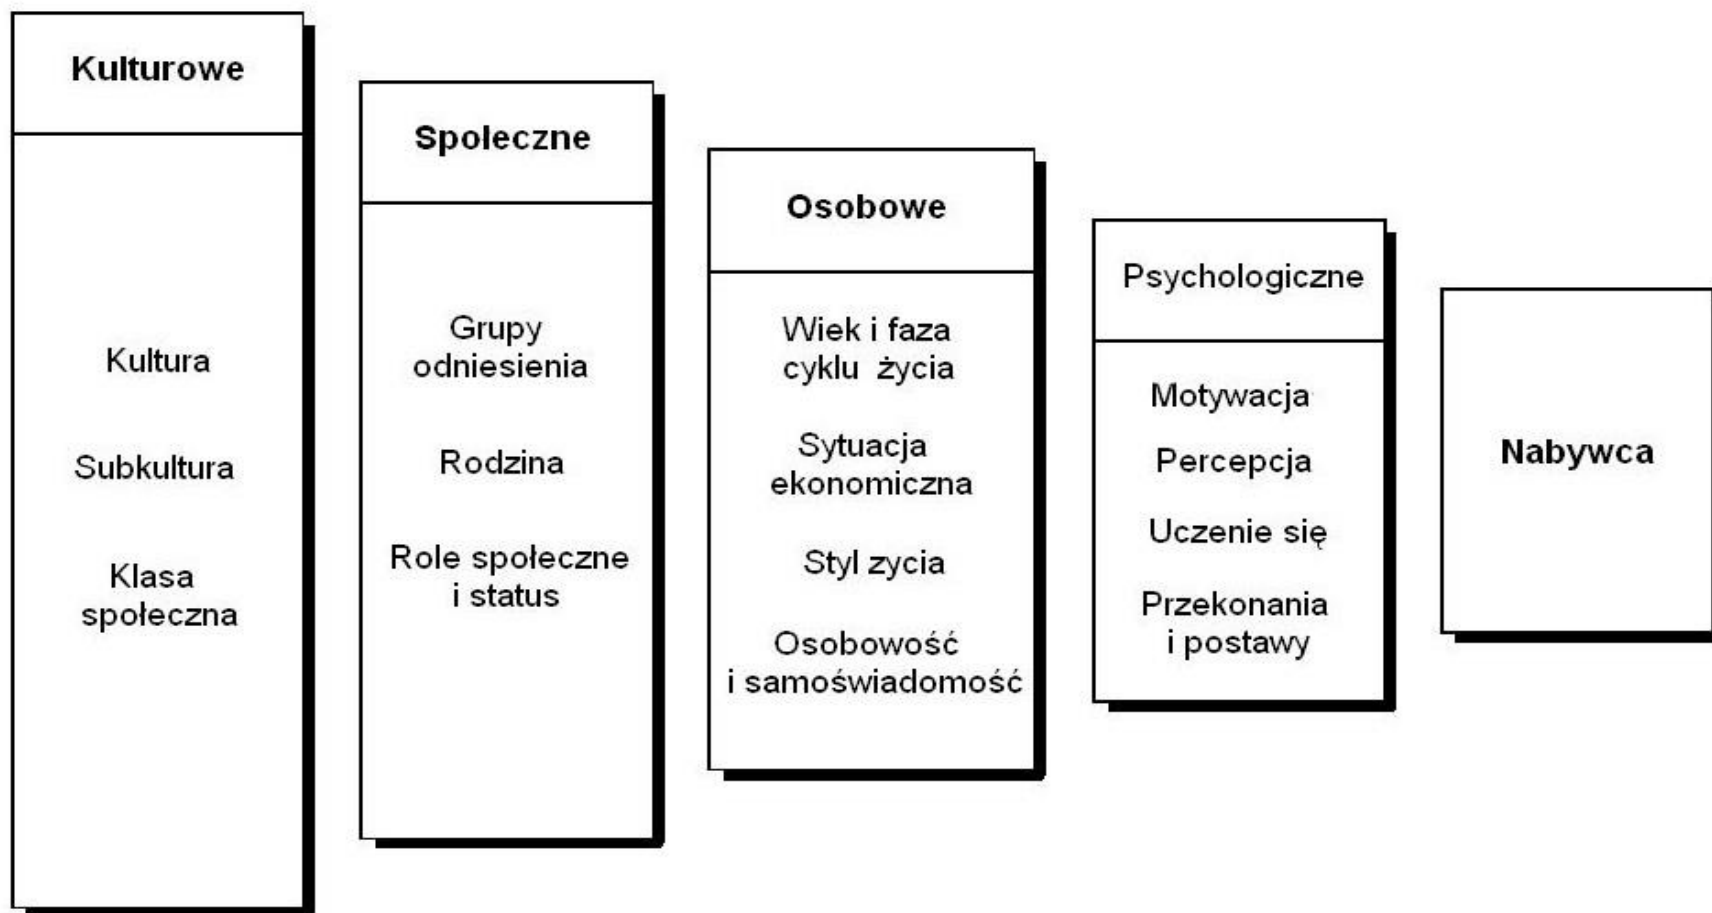 Kulturowe
Kultura
Subkultura
Klasa
społeczna
Społeczne
Grupy
odniesienia
Rodzina
Role społeczne
i status
Osobowe
Wiek i faza
cyklu życia
Sytuacja
ekonomiczna
Styl zycia
Osobowość
i samoświadomość
Psychologiczne
Motywacja
Percepcja
Uczenie się
Przekonania
i postawy
Nabywca